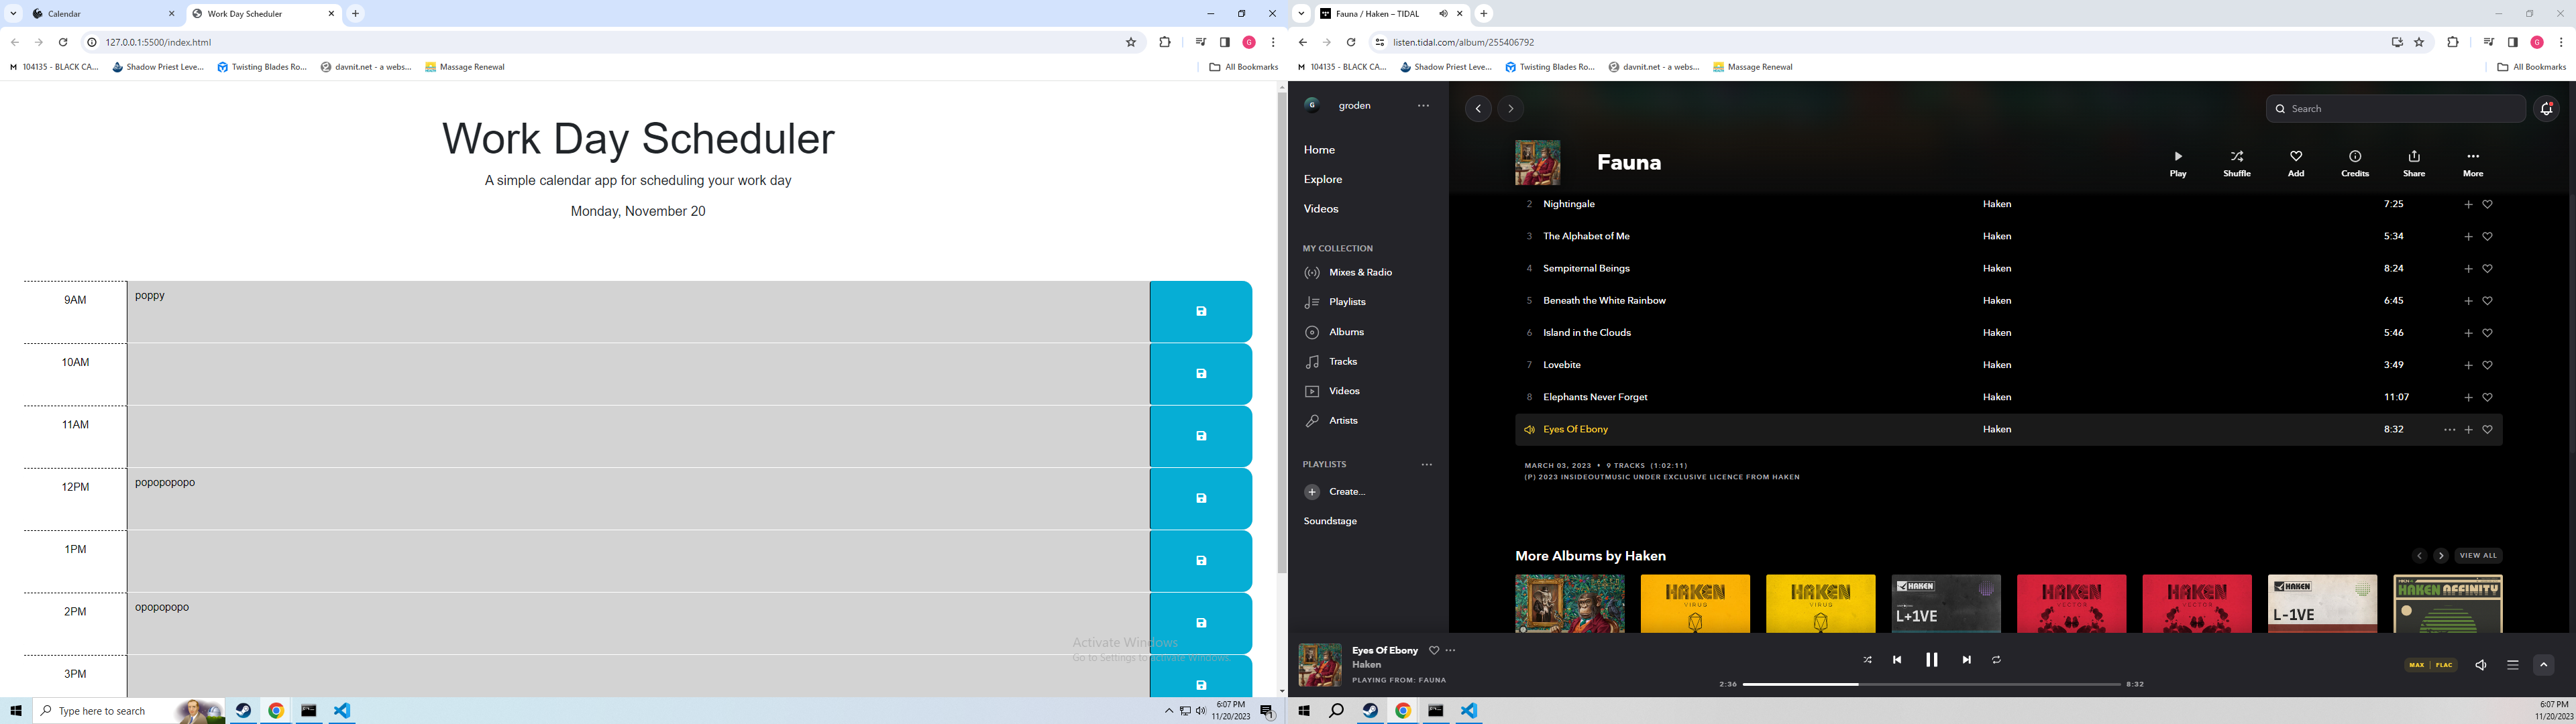 Calendar
Work Day Scheduler
127.0.0.1:5500/index.html
G
M 104135 - BLACK CA...
Shadow Priest Leve...
Twisting Blades Ro...
davnit.net - a webs...
Massage Renewal
All Bookmarks
Work Day Scheduler
A simple calendar app for scheduling your work day
Monday, November 20
9AM poppy
10AM
11AM
12PM popopopopo
1PM
2PM opopopopo
3PM
Activate Windows
Go to Settings to activate Windows.
Type here to search
6:07 PM
11/20/2023
1
Fauna / Haken – TIDAL
listen.tidal.com/album/255406792
G
M 104135 - BLACK CA...
Shadow Priest Leve...
Twisting Blades Ro...
davnit.net - a webs...
Massage Renewal
All Bookmarks
G groden
Home
Explore
Videos
MY COLLECTION
Mixes & Radio
Playlists
Albums
Tracks
Videos
Artists
PLAYLISTS
Create...
Soundstage
Search
Fauna
Play Shuffle Add Credits Share More
2 Nightingale Haken 7:25
3 The Alphabet of Me Haken 5:34
4 Sempiternal Beings Haken 8:24
5 Beneath the White Rainbow Haken 6:45
6 Island in the Clouds Haken 5:46
7 Lovebite Haken 3:49
8 Elephants Never Forget Haken 11:07
Eyes Of Ebony Haken 8:32
MARCH 03, 2023 • 9 TRACKS (1:02:11)
(P) 2023 INSIDEOUTMUSIC UNDER EXCLUSIVE LICENCE FROM HAKEN
More Albums by Haken
VIEW ALL
HAKEN
VIRUS
HAKEN
VIRUS
HAKEN
L+1VE
HAKEN
VECTOR
HAKEN
VECTOR
HAKEN
L-1VE
HAKEN AFFINITY
Eyes Of Ebony
Haken
PLAYING FROM: FAUNA
2:36
8:32
MAX | FLAC
6:07 PM
11/20/2023